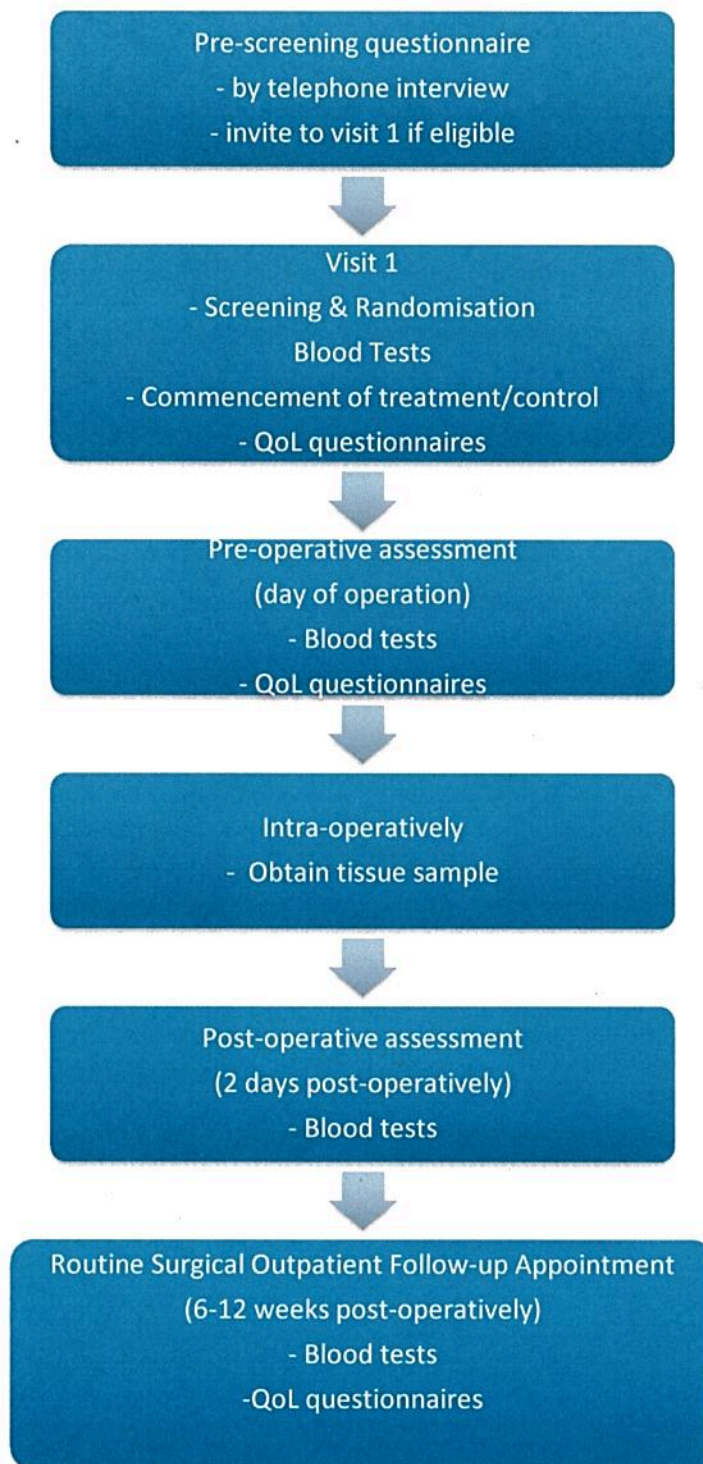 Pre-screening questionnaire
- by telephone interview
- invite to visit 1 if eligible
Visit 1
- Screening & Randomisation
Blood Tests
- Commencement of treatment/control
- QoL questionnaires
Pre-operative assessment
(day of operation)
- Blood tests
- QoL questionnaires
Intra-operatively
- Obtain tissue sample
Post-operative assessment
(2 days post-operatively)
- Blood tests
Routine Surgical Outpatient Follow-up Appointment
(6-12 weeks post-operatively)
- Blood tests
-QoL questionnaires